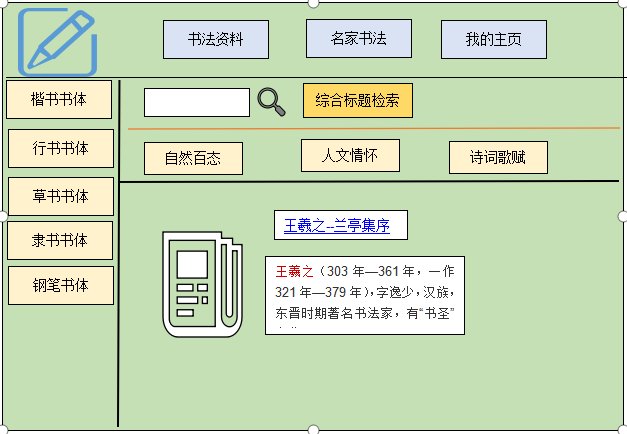 书法资料
名家书法
我的主页
楷书书体
行书书体
草书书体
隶书书体
钢笔书体
综合标题检索
自然百态
人文情怀
诗词歌赋
王羲之--兰亭集序
王羲之（303 年—361 年，一作
321 年—379 年），字逸少，汉族，
东晋时期著名书法家，有“书圣”